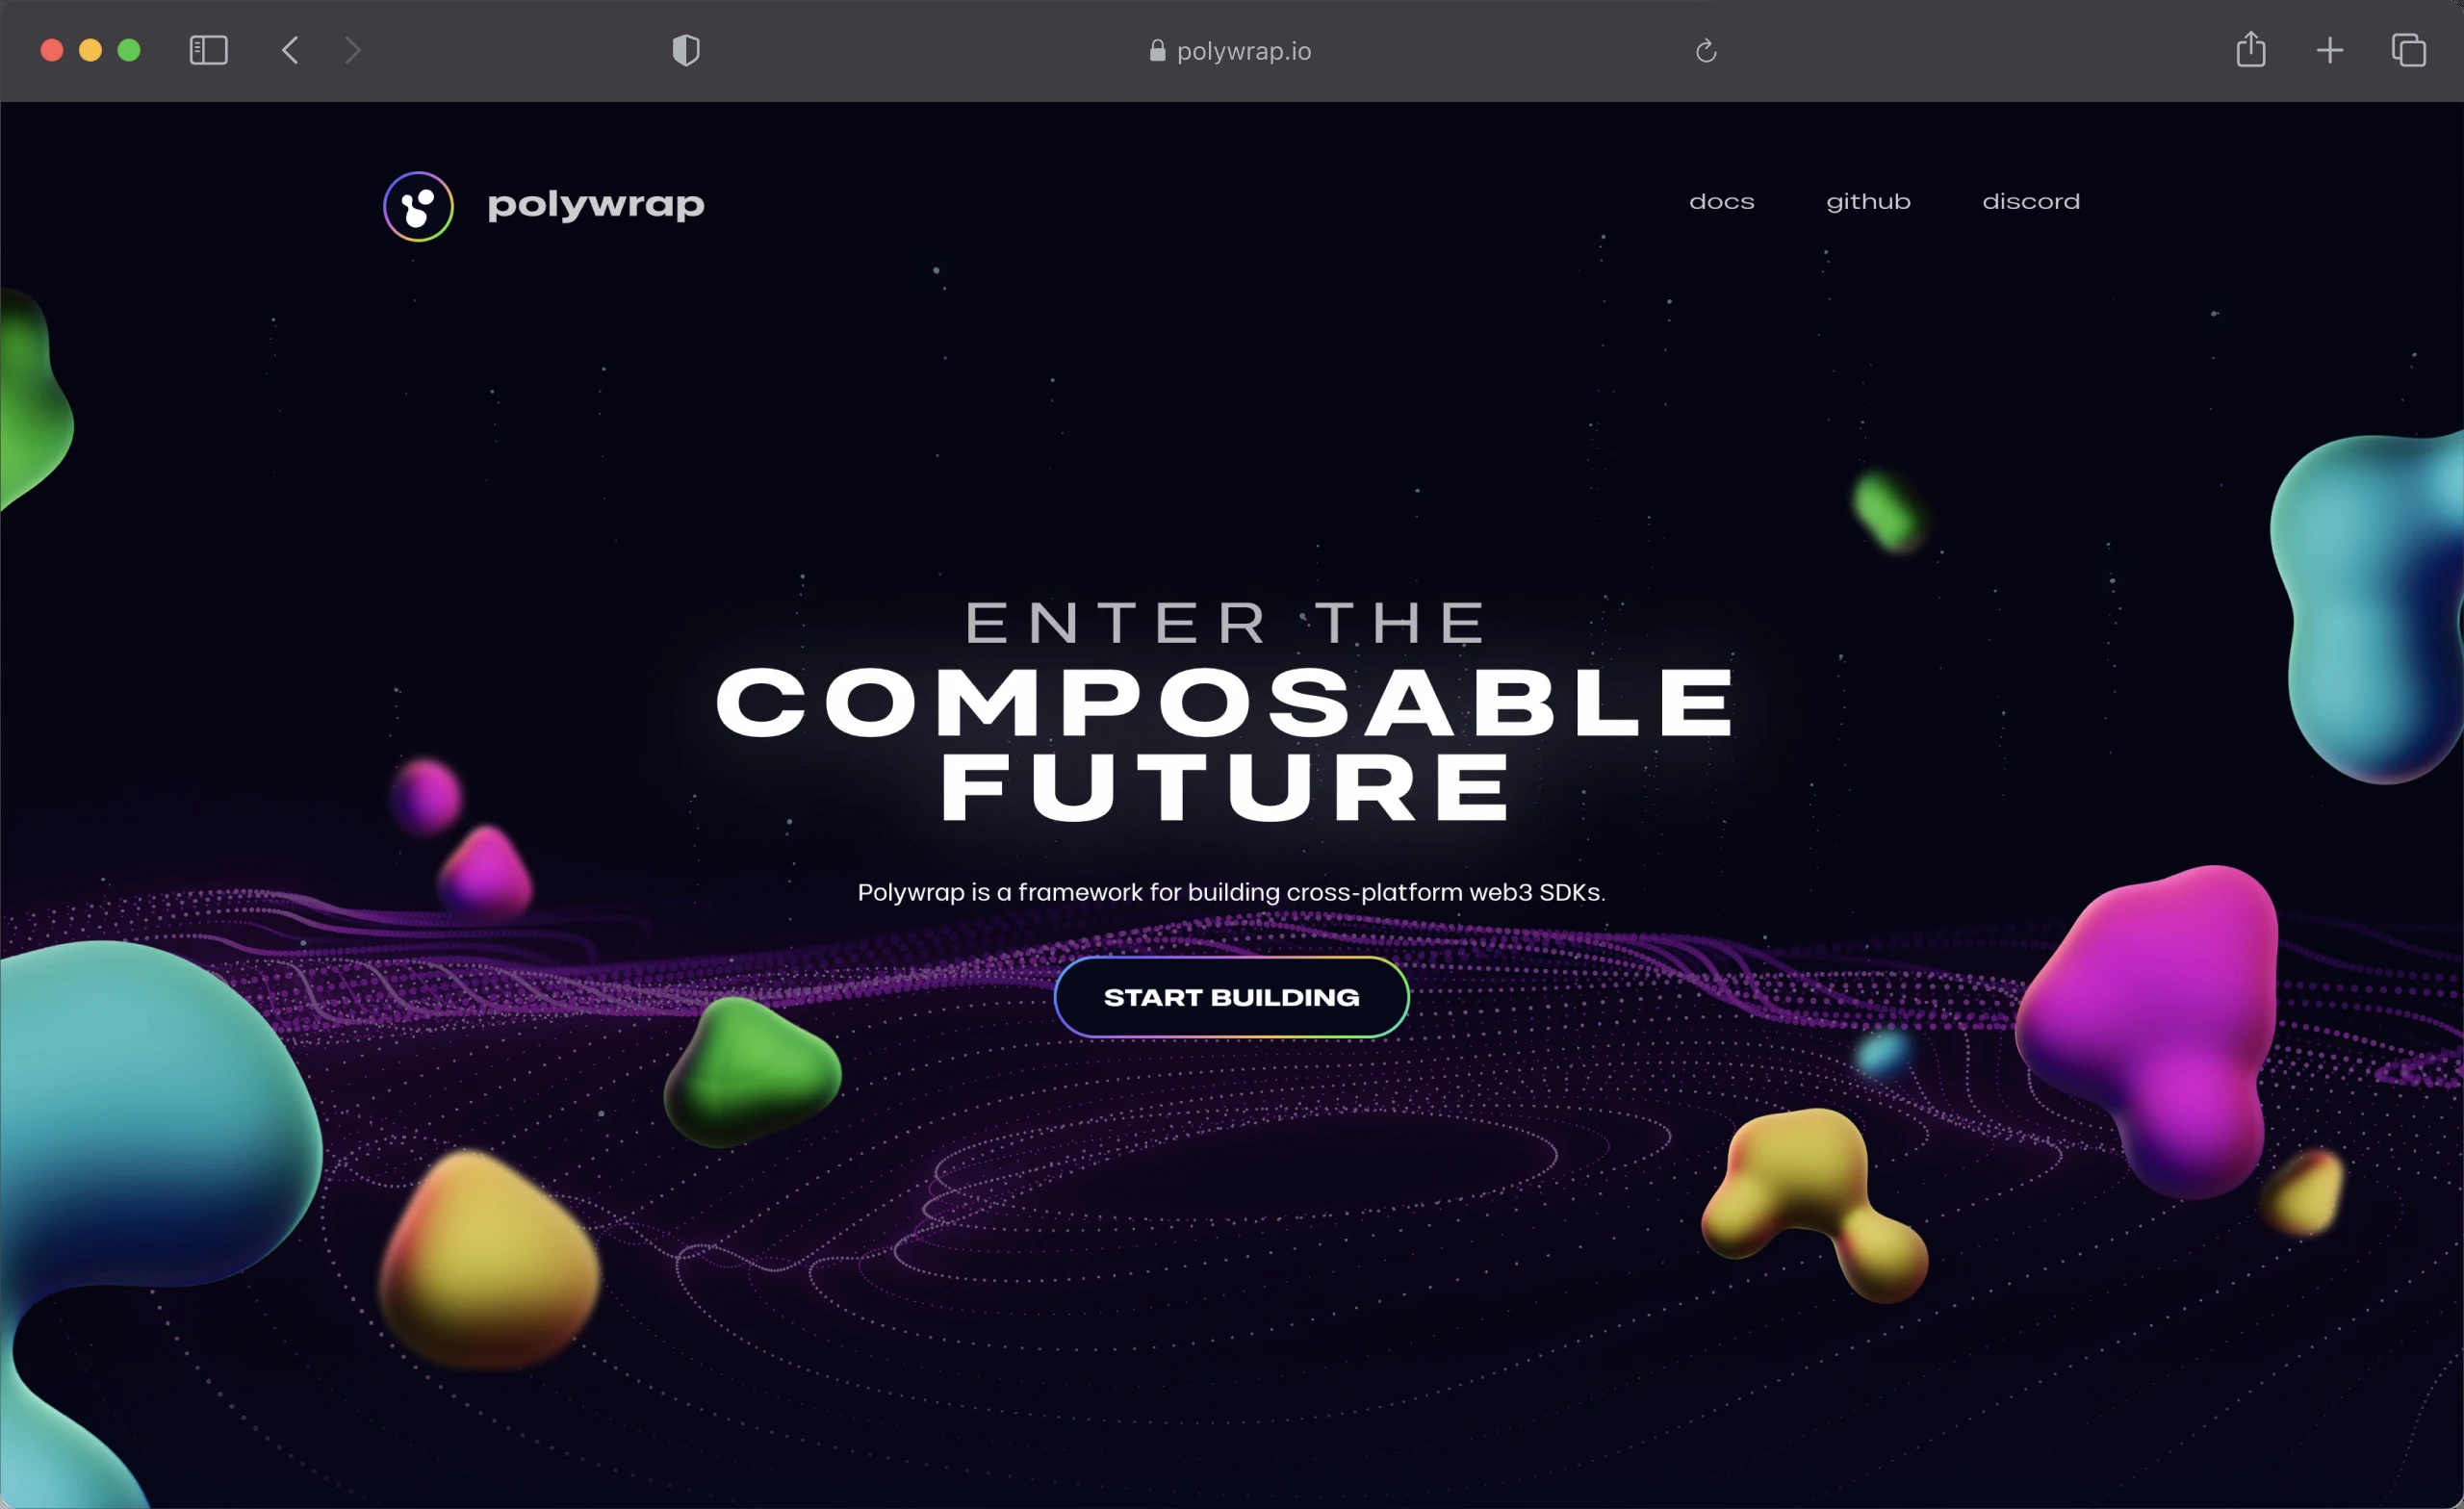 polywrap.io
polywrap
docs github discord
ENTER THE
COMPOSABLE
FUTURE
Polywrap is a framework for building cross-platform web3 SDKs.
START BUILDING